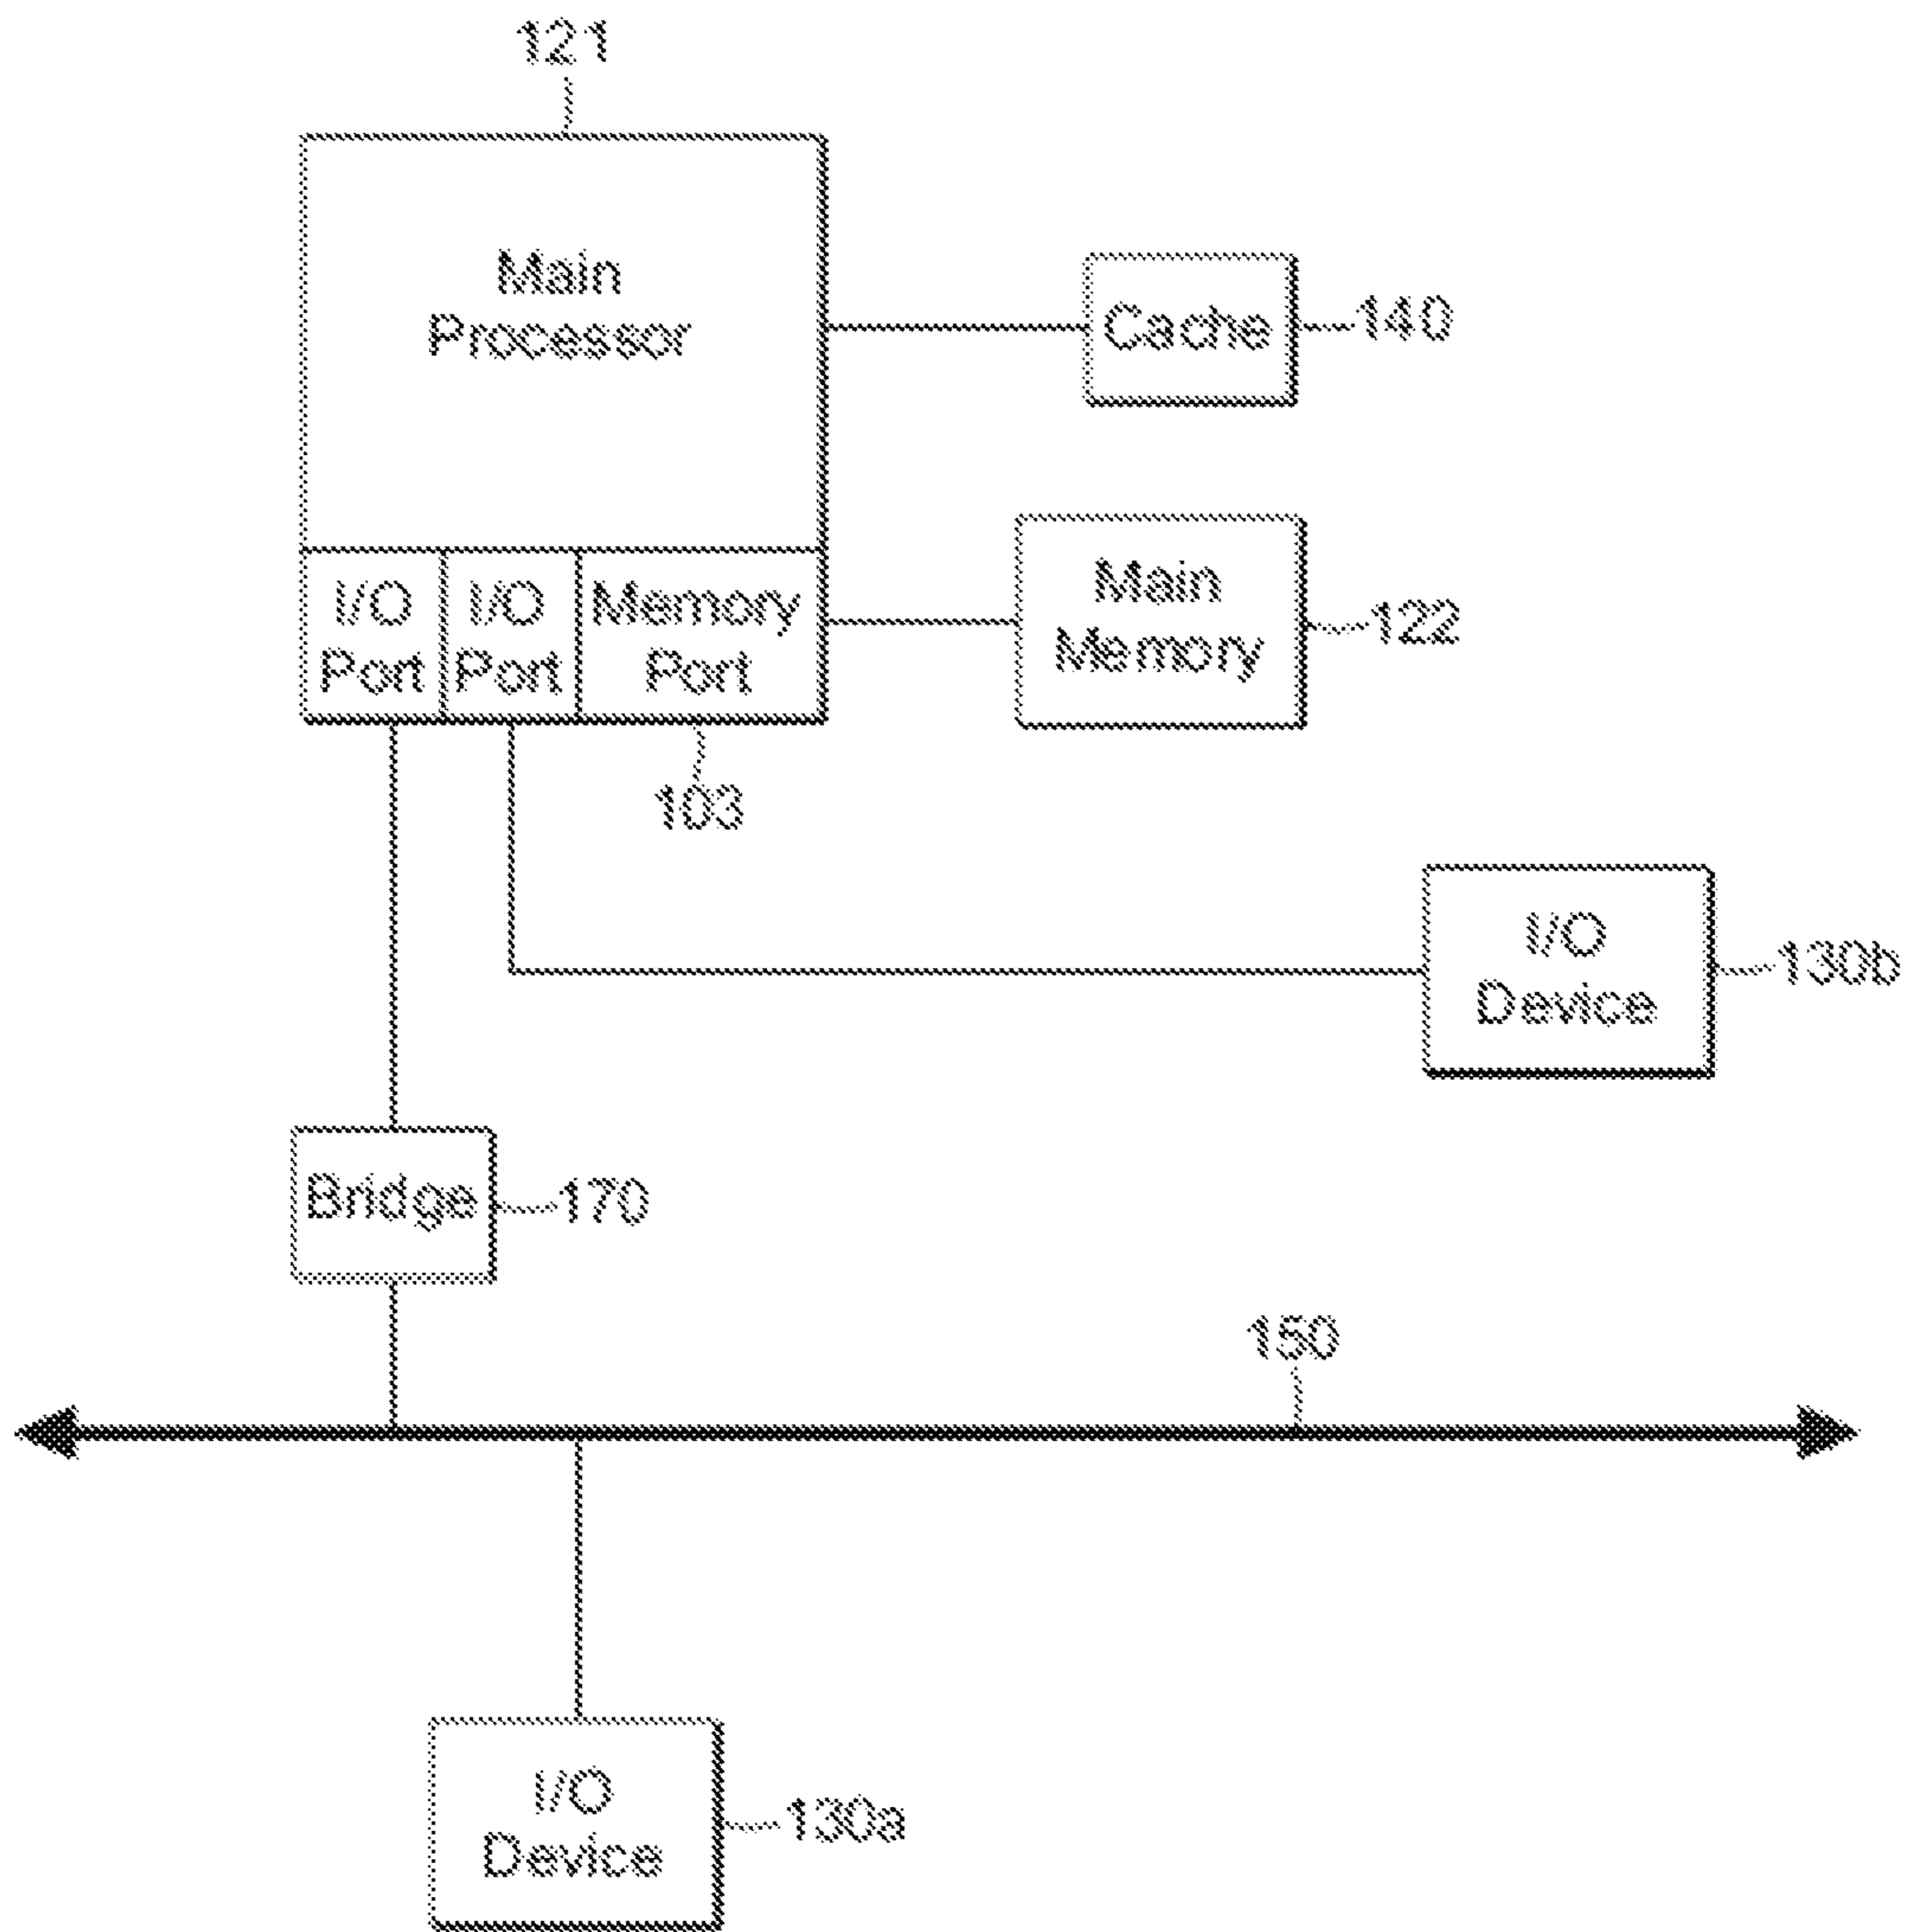 121
Main
Processor
Cache
140
I/O
Port
I/O
Port
Memory
Port
Main
Memory
122
103
I/O
Device
130b
Bridge
170
150
I/O
Device
130a